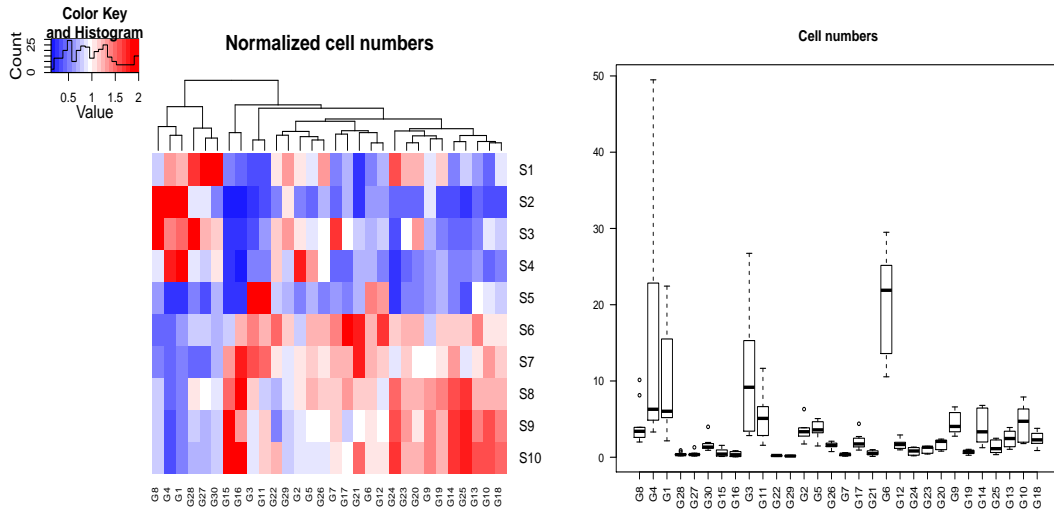 Color Key
and Histogram
Count
0 10 25
0.5 1 1.5 2
Value
Normalized cell numbers
S1
S2
S3
S4
S5
S6
S7
S8
S9
S10
G8 G4 G1 G28 G27 G30 G15 G16 G3 G11 G22 G29 G2 G5 G26 G7 G17 G21 G6 G12 G24 G23 G20 G9 G19 G14 G25 G13 G10 G18
Cell numbers
50
40
30
20
10
0
G8 G4 G1 G28 G27 G30 G15 G16 G3 G11 G22 G29 G2 G5 G26 G7 G17 G21 G6 G12 G24 G23 G20 G9 G19 G14 G25 G13 G10 G18